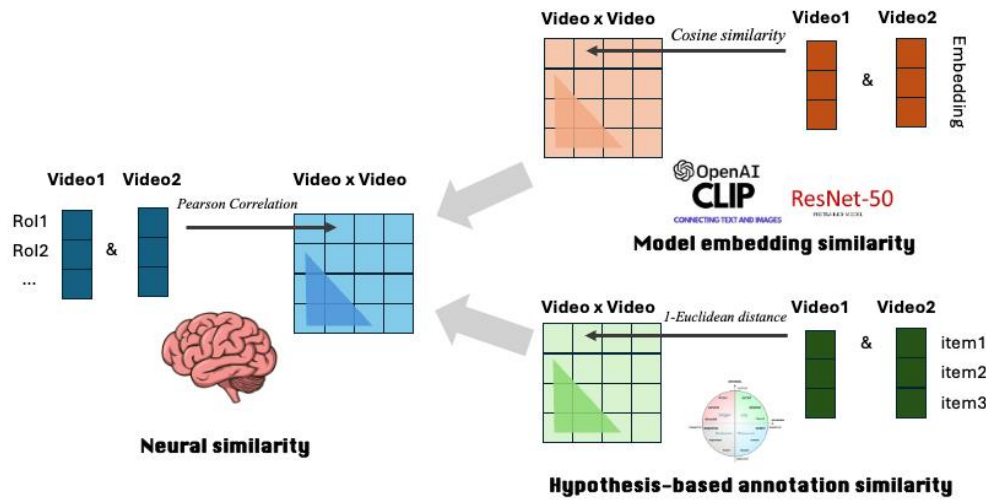 Video x Video
Cosine similarity
Video1
Video2
&
Embedding
OpenAI
CLIP
CONNECTING TEXT AND IMAGES
ResNet-50
Model embedding similarity
Video1
Video2
RoI1
RoI2
...
&
Pearson Correlation
Video x Video
Neural similarity
Video x Video
1-Euclidean distance
Video1
Video2
&
item1
item2
item3
Hypothesis-based annotation similarity